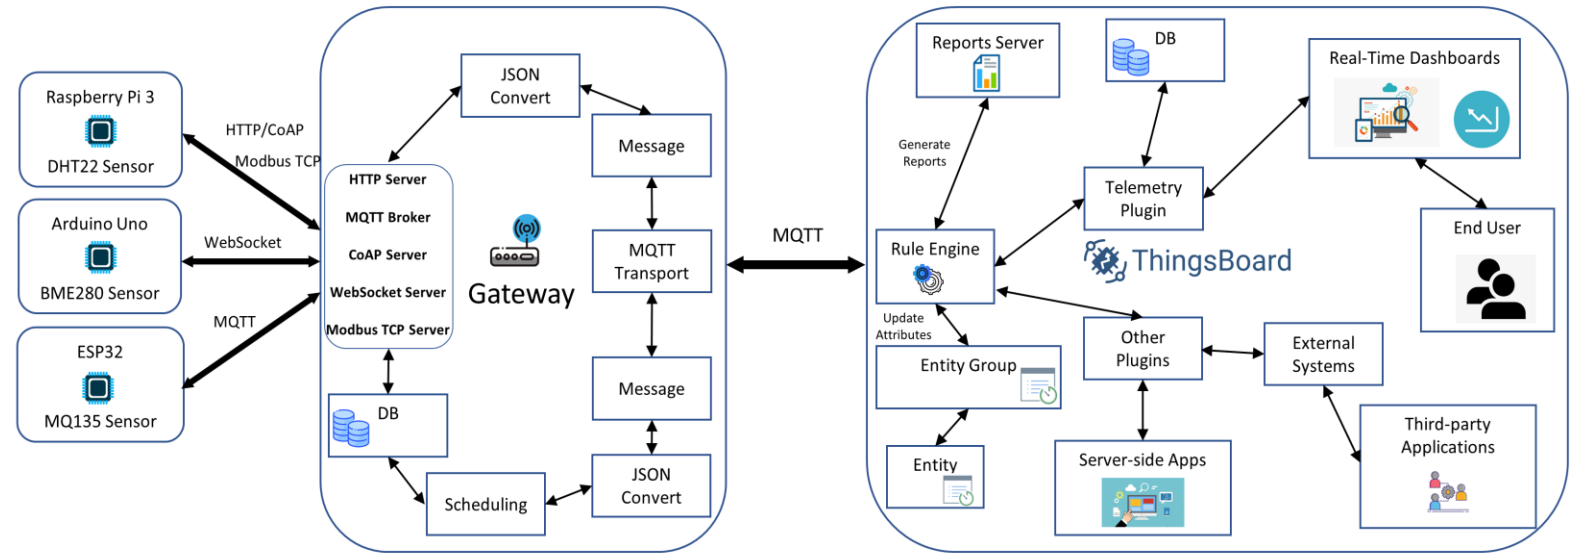 Raspberry Pi 3
DHT22 Sensor
Arduino Uno
BME280 Sensor
ESP32
MQ135 Sensor
HTTP/CoAP
Modbus TCP
WebSocket
MQTT
HTTP Server
MQTT Broker
CoAP Server
WebSocket Server
Modbus TCP Server
Gateway
JSON
Convert
Message
MQTT
Transport
Message
JSON
Convert
Scheduling
DB
MQTT
Reports Server
Generate
Reports
Rule Engine
Update
Attributes
Entity Group
Entity
DB
Telemetry
Plugin
ThingsBoard
Other
Plugins
Server-side Apps
External
Systems
Third-party
Applications
Real-Time Dashboards
End User